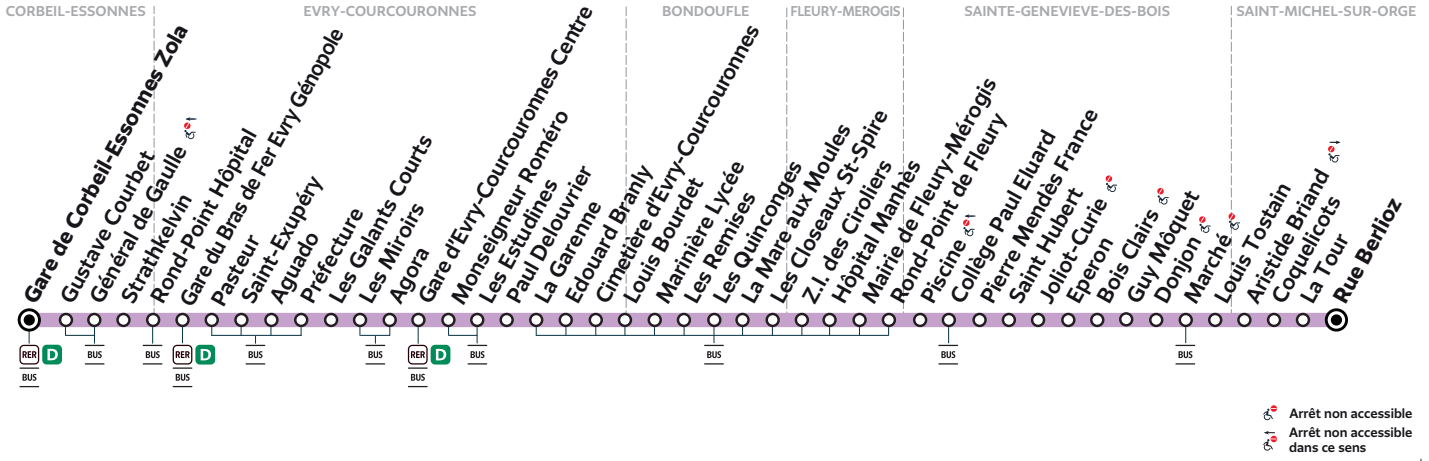 CORBEIL-ESSONNES
EVRY-COURCOURONNES
BONDOUFLE
FLEURY-MEROGIS
SAINTE-GENEVIEVE-DES-BOIS
SAINT-MICHEL-SUR-ORGE
Gare de Corbeil-Essonnes Zola
Gustave Courbet
Général de Gaulle
Strathkelvin
Rond-Point Hôpital
Gare du Bras de Fer Evry Génopole
Pasteur
Saint-Exupéry
Aguado
Préfecture
Les Galants Courts
Les Miroirs
Agora
Gare d'Evry-Courcouronnes Centre
Monseigneur Roméro
Les Estudines
Paul Delouvrier
La Garenne
Edouard Branly
Cimetière d'Evry-Courcouronnes
Louis Bourdet
Marinière Lycée
Les Remises
Les Quinconges
La Mare aux Moules
Les Closeaux St-Spire
Z.I. des Ciroliers
Hôpital Manhès
Mairie de Fleury-Mérogis
Rond-Point de Fleury
Piscine
Collège Paul Eluard
Pierre Mendès France
Saint Hubert
Joliot-Curie
Eperon
Bois Clairs
Guy Môquet
Donjon
Marché
Louis Tostain
Aristide Briand
Coquelicots
La Tour
Rue Berlioz
RER D
BUS
BUS
BUS
RER D
BUS
BUS
BUS
RER D
BUS
BUS
BUS
BUS
BUS
Arrêt non accessible
Arrêt non accessible
dans ce sens